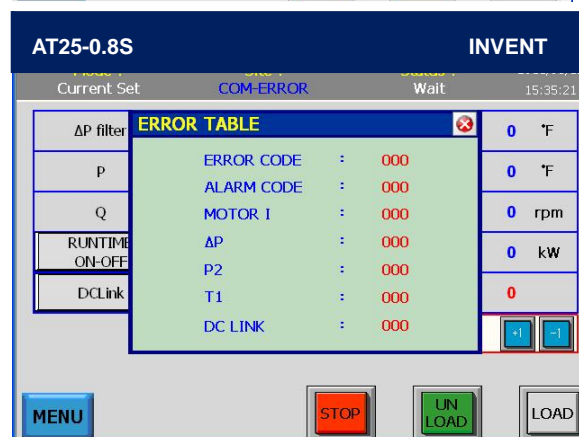 AT25-0.8S INVENT
Current Set COM-ERROR Wait 15:35:21
ERROR TABLE
ΔP filter 0 °F
ERROR CODE : 000
ALARM CODE : 000
P 0 °F
MOTOR I : 000
Q 0 rpm
ΔP : 000
RUNTIME
ON-OFF 0 kW
P2 : 000
T1 : 000
DCLink 0
DC LINK : 000
+1 -1
MENU STOP UN
LOAD LOAD